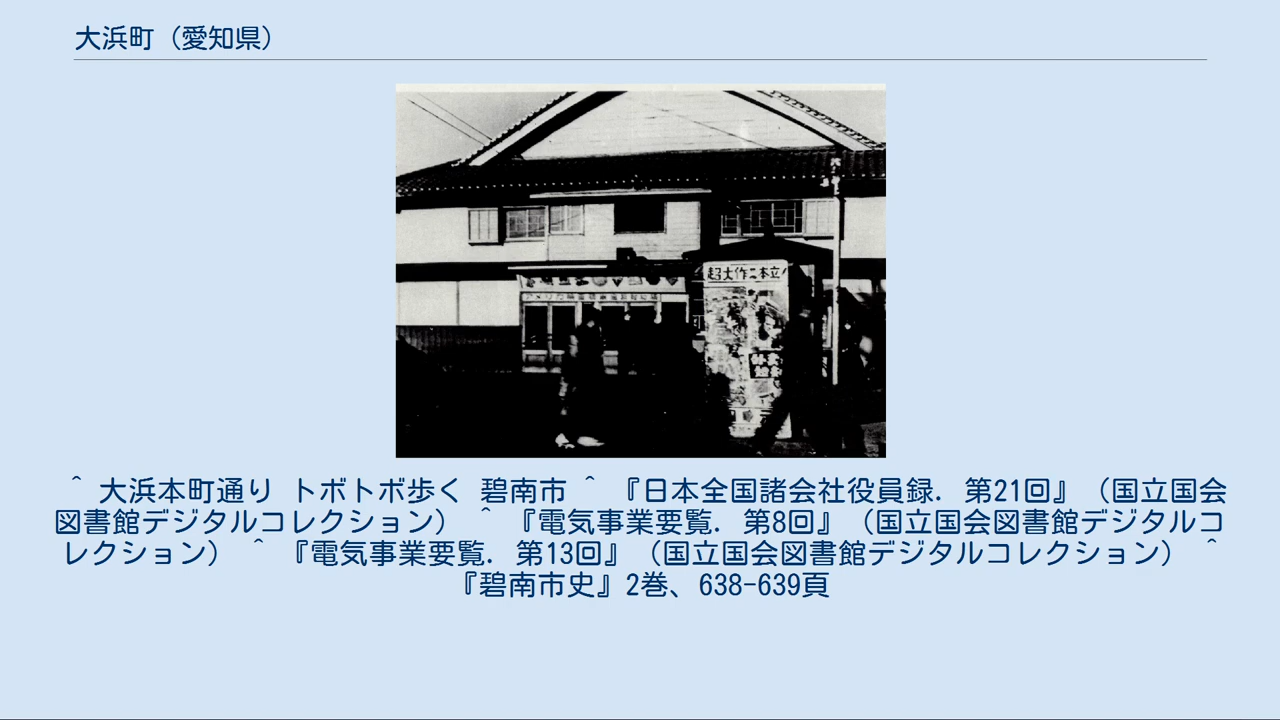 大浜町（愛知県）
超大作二本立!
^ 大浜本町通り トボトボ歩く 碧南市 ^ 『日本全国諸会社役員録. 第21回』（国立国会
図書館デジタルコレクション） ^ 『電気事業要覧. 第8回』（国立国会図書館デジタルコ
レクション） ^ 『電気事業要覧. 第13回』（国立国会図書館デジタルコレクション） ^
『碧南市史』2巻、638-639頁